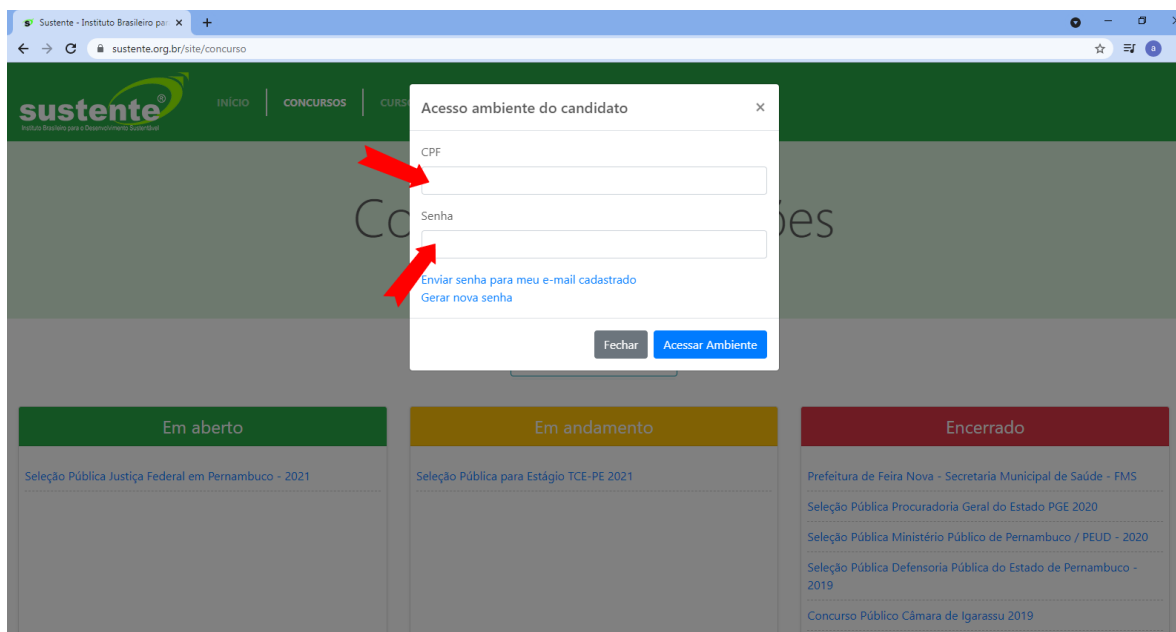 Sustente - Instituto Brasileiro par
sustente.org.br/site/concurso
a
sustente®
Instituto Brasileiro para o Desenvolvimento Sustentável
INÍCIO
CONCURSOS
CURS
Acesso ambiente do candidato
CPF
Senha
Enviar senha para meu e-mail cadastrado
Gerar nova senha
Fechar
Acessar Ambiente
Co
ões
Em aberto
Seleção Pública Justiça Federal em Pernambuco - 2021
Em andamento
Seleção Pública para Estágio TCE-PE 2021
Encerrado
Prefeitura de Feira Nova - Secretaria Municipal de Saúde - FMS
Seleção Pública Procuradoria Geral do Estado PGE 2020
Seleção Pública Ministério Público de Pernambuco / PEUD - 2020
Seleção Pública Defensoria Pública do Estado de Pernambuco -
2019
Concurso Público Câmara de Igarassu 2019